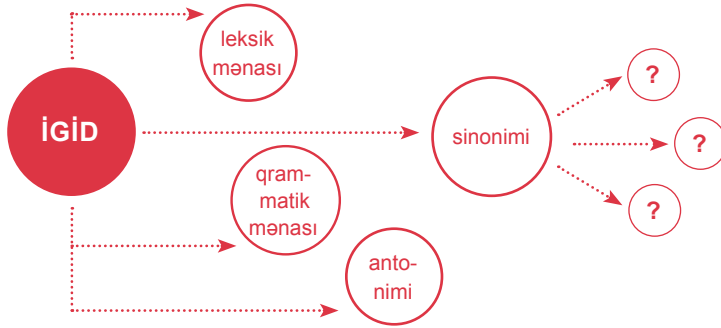 leksik
mənası
İGİD
sinonimi
?
?
?
qram-
matik
mənası
anto-
nimi